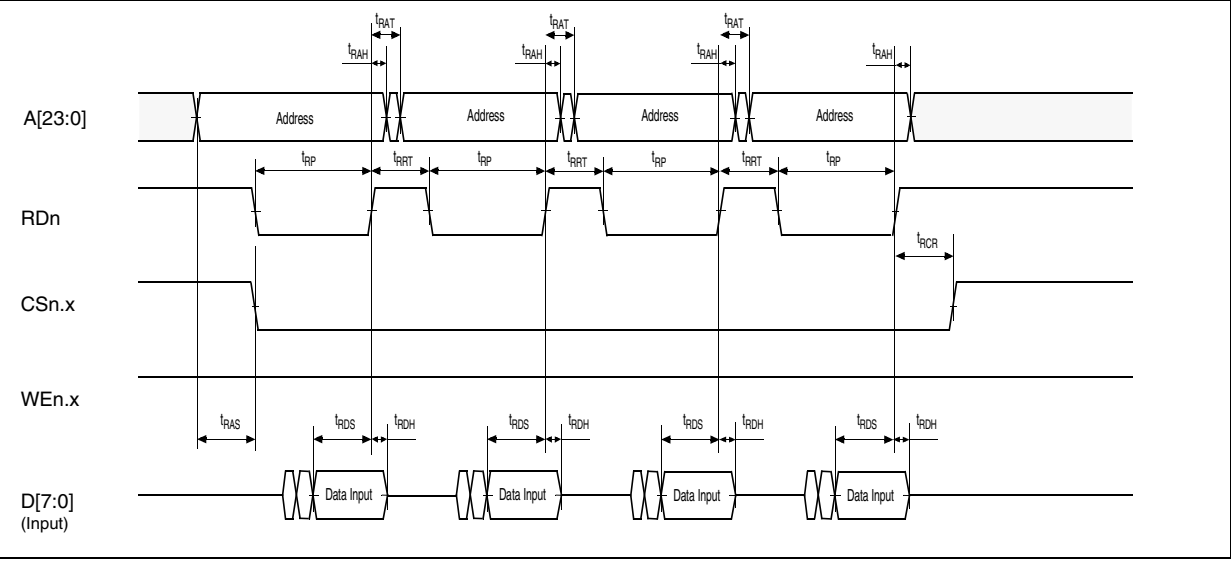 tRAT tRAT tRAT
tRAH tRAH tRAH tRAH
A[23:0] Address Address Address Address
tRP tRRT tRP tRRT tRP tRRT tRP
RDn
tRCR
CSn.x
WEn.x
tRAS tRDS tRDH tRDS tRDH tRDS tRDH tRDS tRDH
D[7:0] Data Input Data Input Data Input Data Input
(Input)